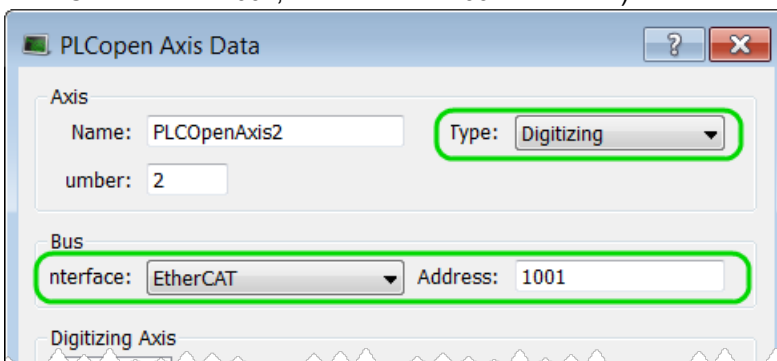 PLCopen Axis Data
Axis
Name: PLCOpenAxis2 Type: Digitizing
umber: 2
Bus
nterface: EtherCAT Address: 1001
Digitizing Axis